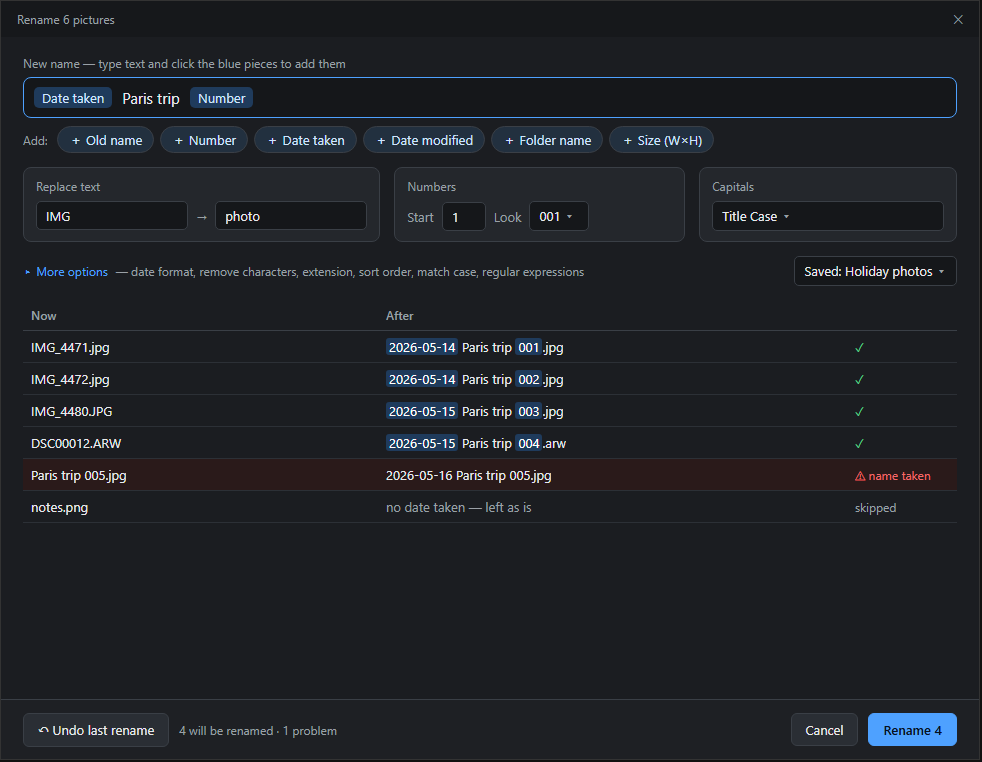 Rename 6 pictures
New name — type text and click the blue pieces to add them
Date taken Paris trip Number
Add: + Old name + Number + Date taken + Date modified + Folder name + Size (W×H)
Replace text
IMG → photo
Numbers
Start 1 Look 001
Capitals
Title Case
More options — date format, remove characters, extension, sort order, match case, regular expressions
Saved: Holiday photos
Now After
IMG_4471.jpg 2026-05-14 Paris trip 001.jpg ✓
IMG_4472.jpg 2026-05-14 Paris trip 002.jpg ✓
IMG_4480.JPG 2026-05-15 Paris trip 003.jpg ✓
DSC00012.ARW 2026-05-15 Paris trip 004.arw ✓
Paris trip 005.jpg 2026-05-16 Paris trip 005.jpg ⚠ name taken
notes.png no date taken — left as is skipped
↶ Undo last rename 4 will be renamed · 1 problem Cancel Rename 4